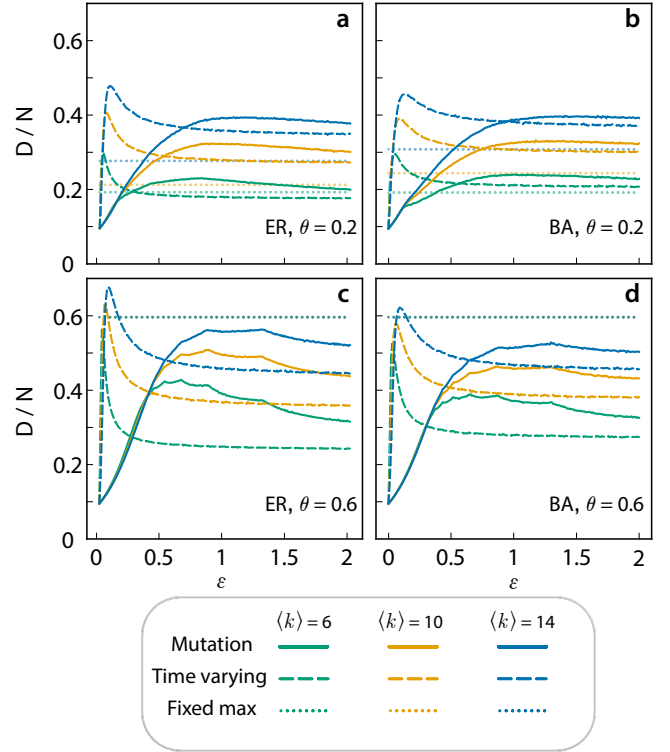 a
b
0.6
0.4
0.2
0
D / N
ER, θ = 0.2
BA, θ = 0.2
c
d
0.6
0.4
0.2
0
D / N
ER, θ = 0.6
BA, θ = 0.6
0 0.5 1 1.5 2
0 0.5 1 1.5 2
ε
ε
⟨k⟩ = 6 ⟨k⟩ = 10 ⟨k⟩ = 14
Mutation
Time varying
Fixed max